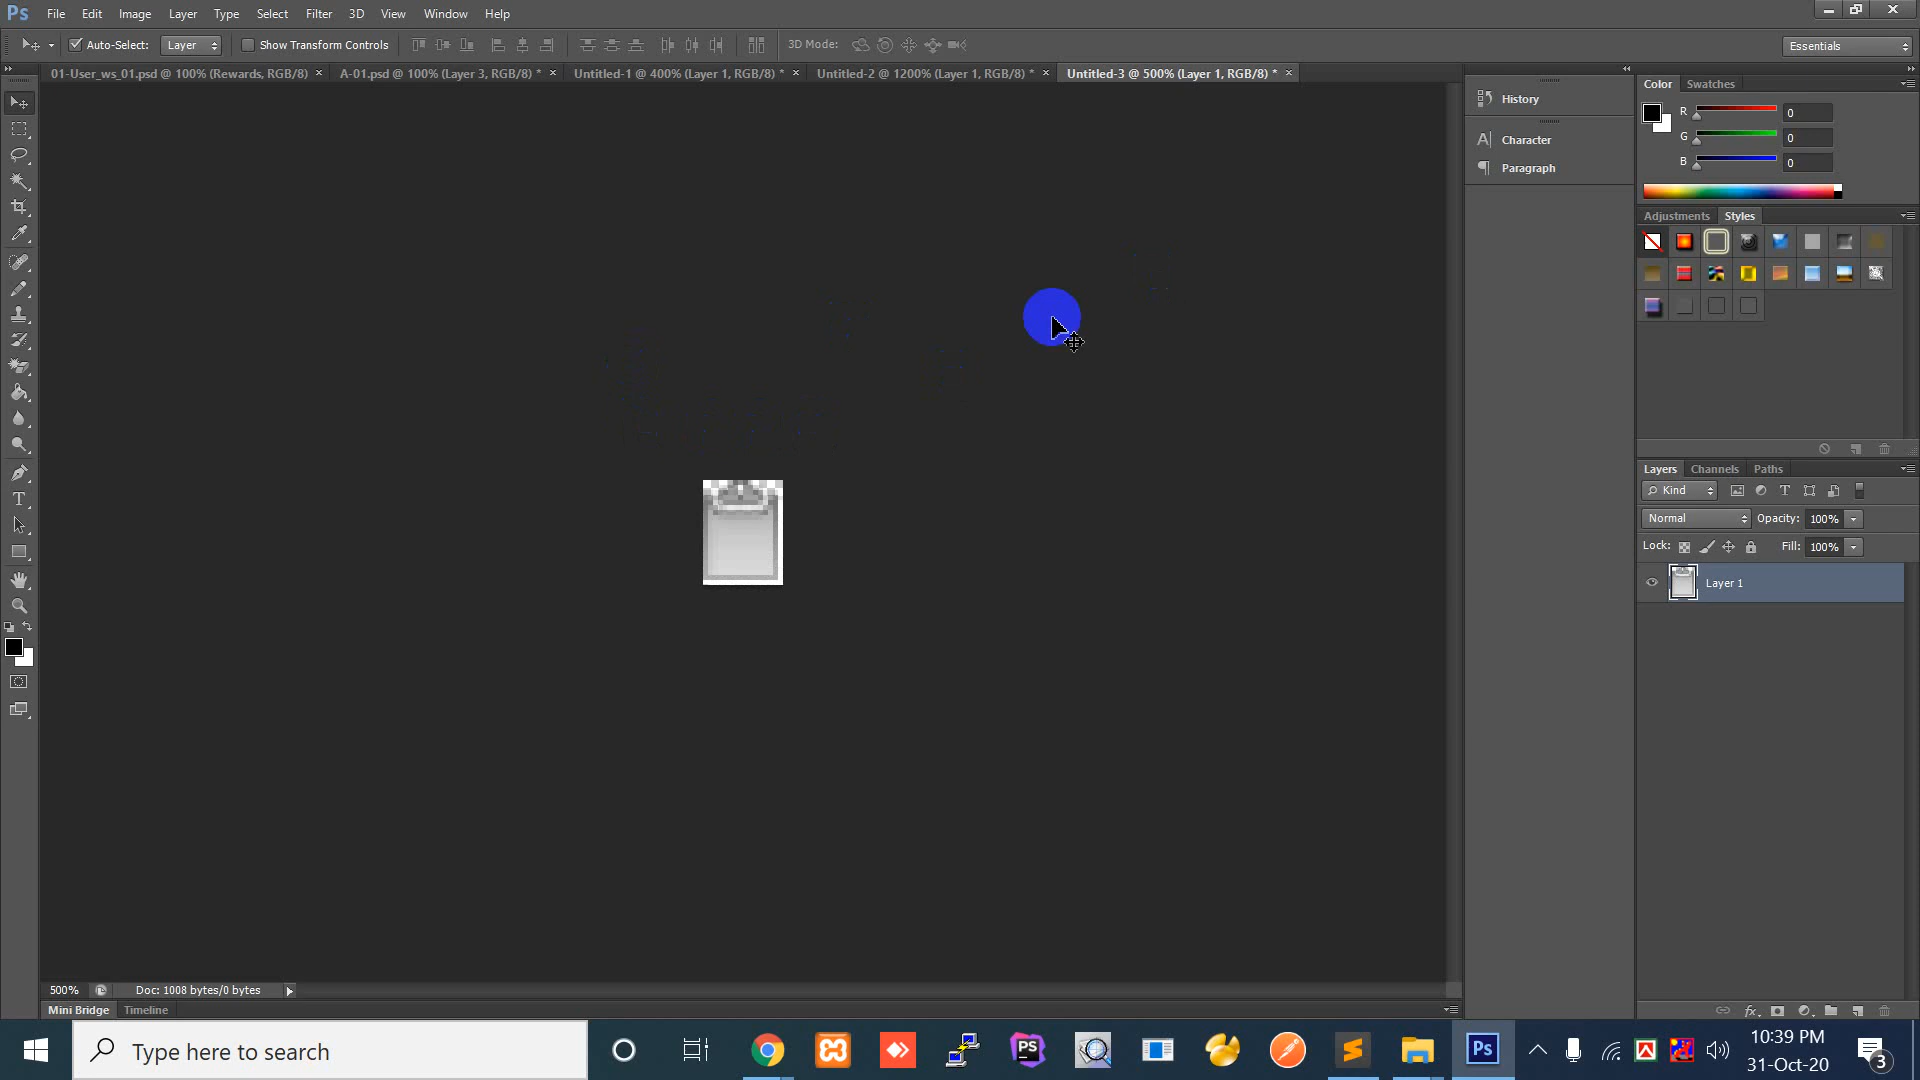 Ps File Edit Image Layer Type Select Filter 3D View Window Help
Auto-Select: Layer Show Transform Controls 3D Mode: Essentials
01-User_ws_01.psd @ 100% (Rewards, RGB/8) × A-01.psd @ 100% (Layer 3, RGB/8) * × Untitled-1 @ 400% (Layer 1, RGB/8) * × Untitled-2 @ 1200% (Layer 1, RGB/8) * × Untitled-3 @ 500% (Layer 1, RGB/8) * ×
History
Character
Paragraph
Color Swatches
R 0
G 0
B 0
Adjustments Styles
Layers Channels Paths
Kind
Normal Opacity: 100%
Lock: Fill: 100%
Layer 1
500% Doc: 1008 bytes/0 bytes
Mini Bridge Timeline
Type here to search
PS
Ps
10:39 PM
31-Oct-20
3